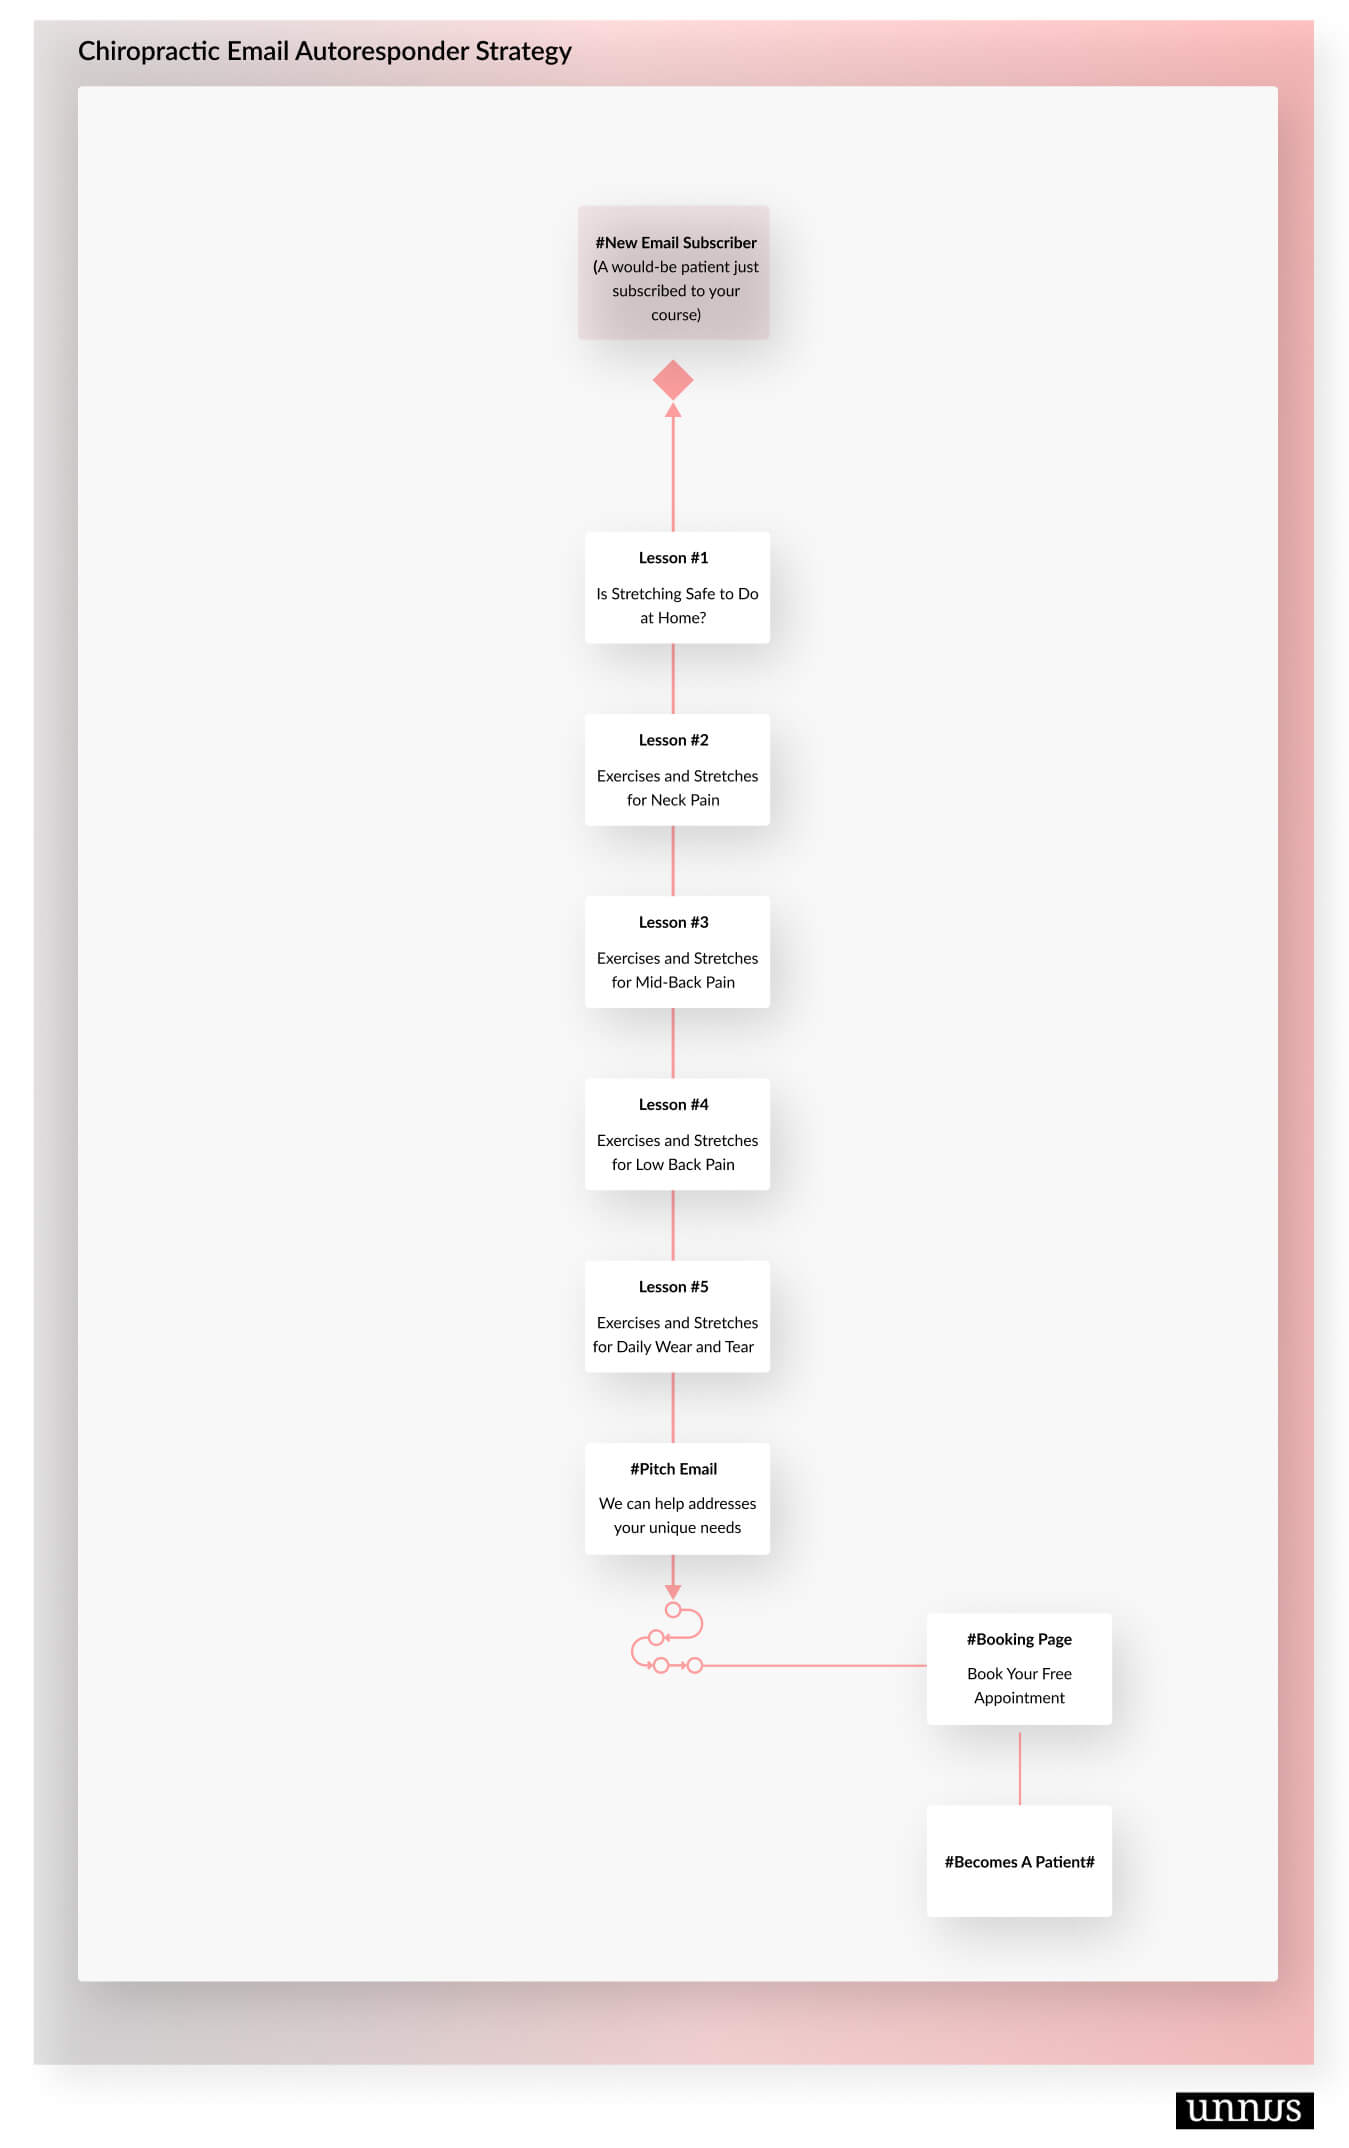 Chiropractic Email Autoresponder Strategy
#New Email Subscriber
(A would-be patient just
subscribed to your
course)
Lesson #1
Is Stretching Safe to Do
at Home?
Lesson #2
Exercises and Stretches
for Neck Pain
Lesson #3
Exercises and Stretches
for Mid-Back Pain
Lesson #4
Exercises and Stretches
for Low Back Pain
Lesson #5
Exercises and Stretches
for Daily Wear and Tear
#Pitch Email
We can help addresses
your unique needs
#Booking Page
Book Your Free
Appointment
#Becomes A Patient#
unnus